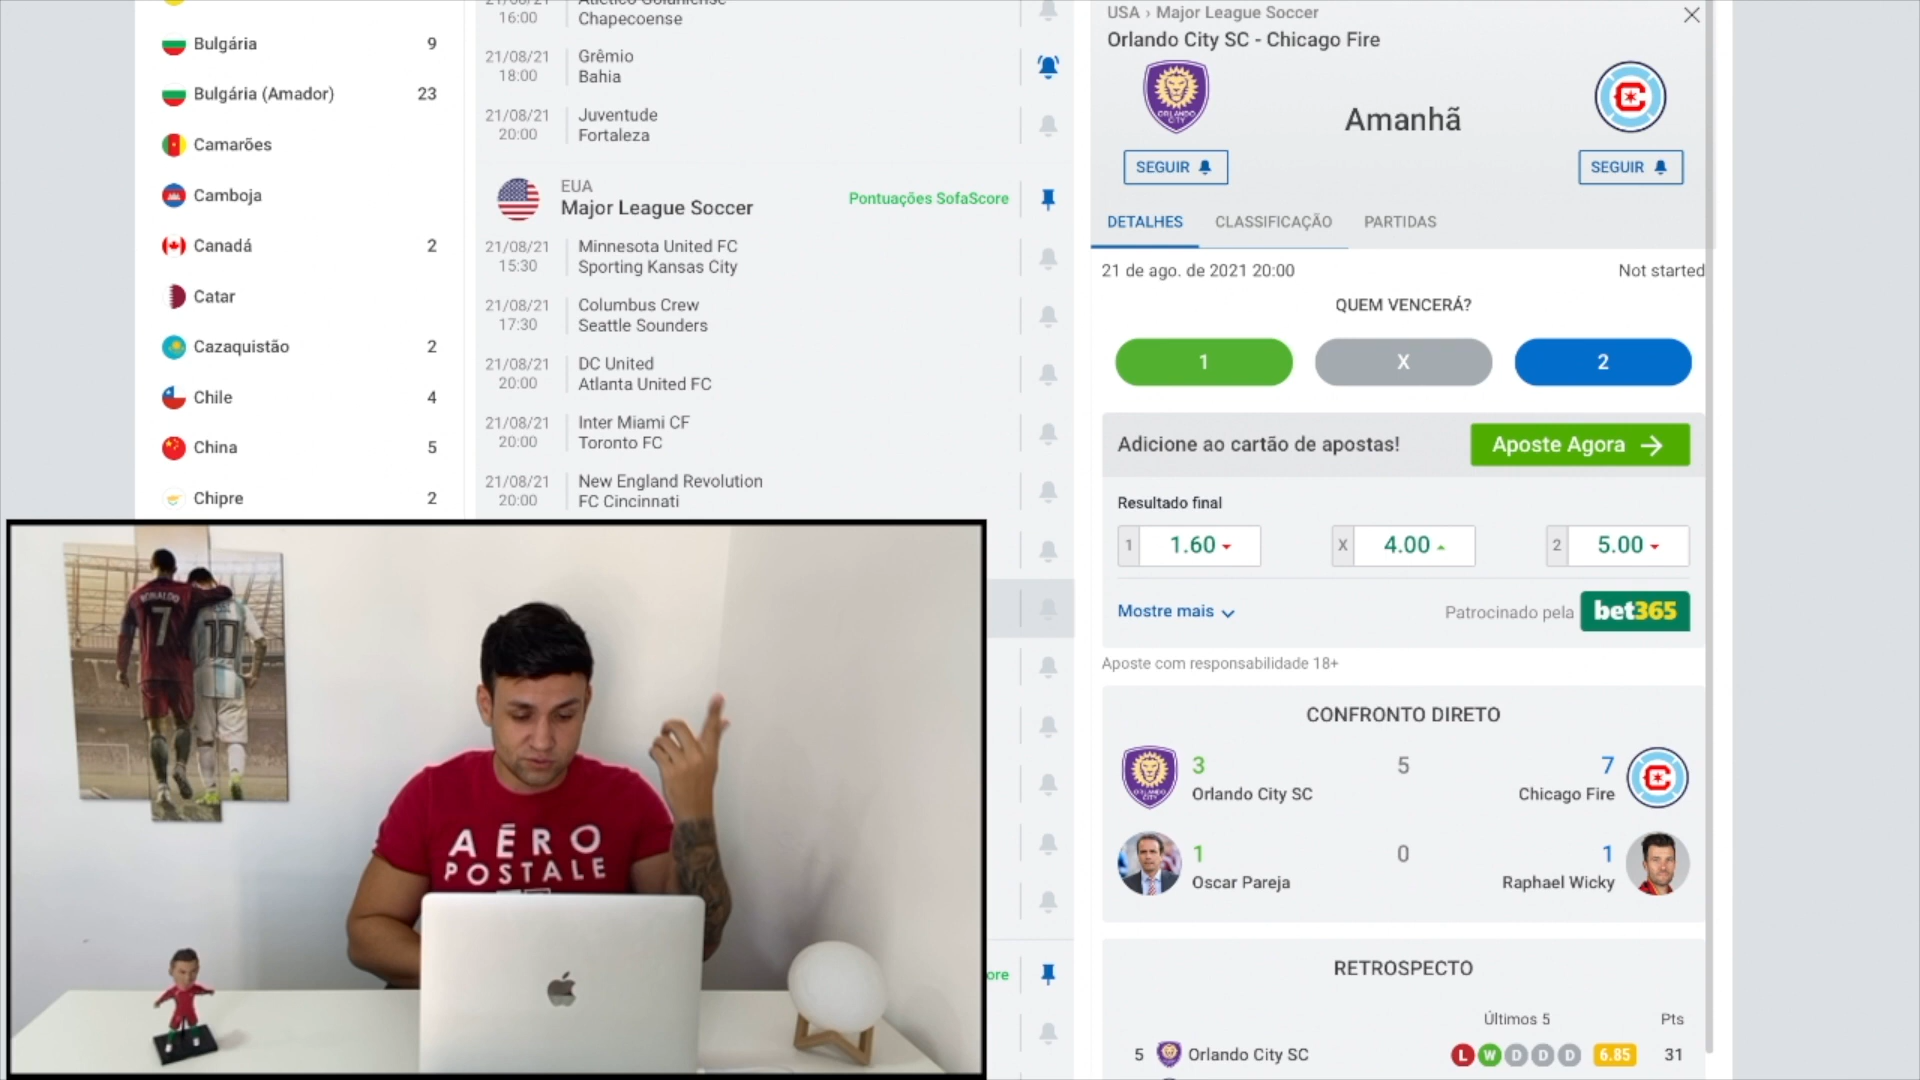 Bulgária 9
Bulgária (Amador) 23
Camarões
Camboja
Canadá 2
Catar
Cazaquistão 2
Chile 4
China 5
Chipre 2
16:00
Chapecoense
21/08/21 Grêmio
18:00 Bahia
21/08/21 Juventude
20:00 Fortaleza
EUA
Major League Soccer
Pontuações SofaScore
21/08/21 Minnesota United FC
15:30 Sporting Kansas City
21/08/21 Columbus Crew
17:30 Seattle Sounders
21/08/21 DC United
20:00 Atlanta United FC
21/08/21 Inter Miami CF
20:00 Toronto FC
21/08/21 New England Revolution
20:00 FC Cincinnati
ore
USA › Major League Soccer
Orlando City SC - Chicago Fire
ORLANDO CITY
C
Amanhã
SEGUIR
SEGUIR
DETALHES CLASSIFICAÇÃO PARTIDAS
21 de ago. de 2021 20:00 Not started
QUEM VENCERÁ?
1 X 2
Adicione ao cartão de apostas! Aposte Agora
Resultado final
1 1.60 X 4.00 2 5.00
Mostre mais Patrocinado pela bet365
Aposte com responsabilidade 18+
CONFRONTO DIRETO
3 5 7
Orlando City SC Chicago Fire
1 0 1
Oscar Pareja Raphael Wicky
RETROSPECTO
Últimos 5 Pts
5 Orlando City SC L W D D D 6.85 31
RONALDO
7
10
AÉRO
POSTALE